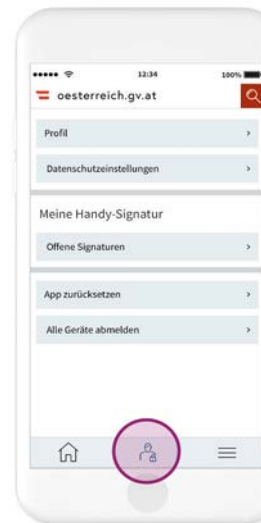 12:34 100%
oesterreich.gv.at
Profil
Datenschutzeinstellungen
Meine Handy-Signatur
Offene Signaturen
App zurücksetzen
Alle Geräte abmelden